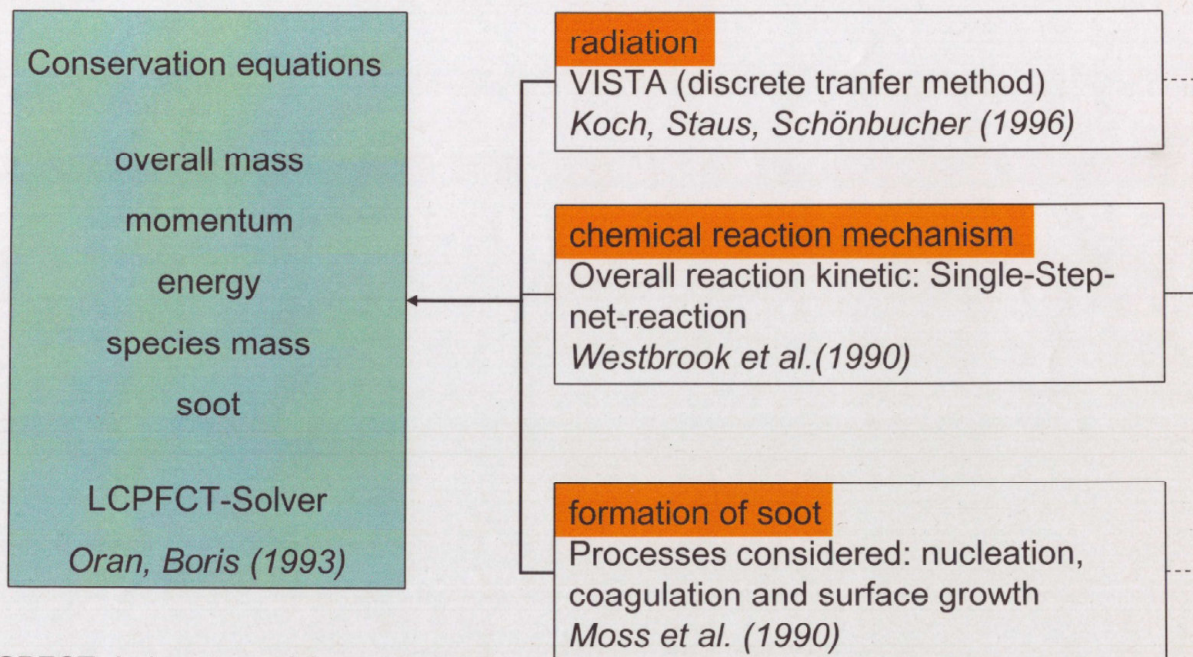 Conservation equations
overall mass
momentum
energy
species mass
soot
LCPFCT-Solver
Oran, Boris (1993)
radiation
VISTA (discrete tranfer method)
Koch, Staus, Schönbucher (1996)
chemical reaction mechanism
Overall reaction kinetic: Single-Step-
net-reaction
Westbrook et al.(1990)
formation of soot
Processes considered: nucleation,
coagulation and surface growth
Moss et al. (1990)